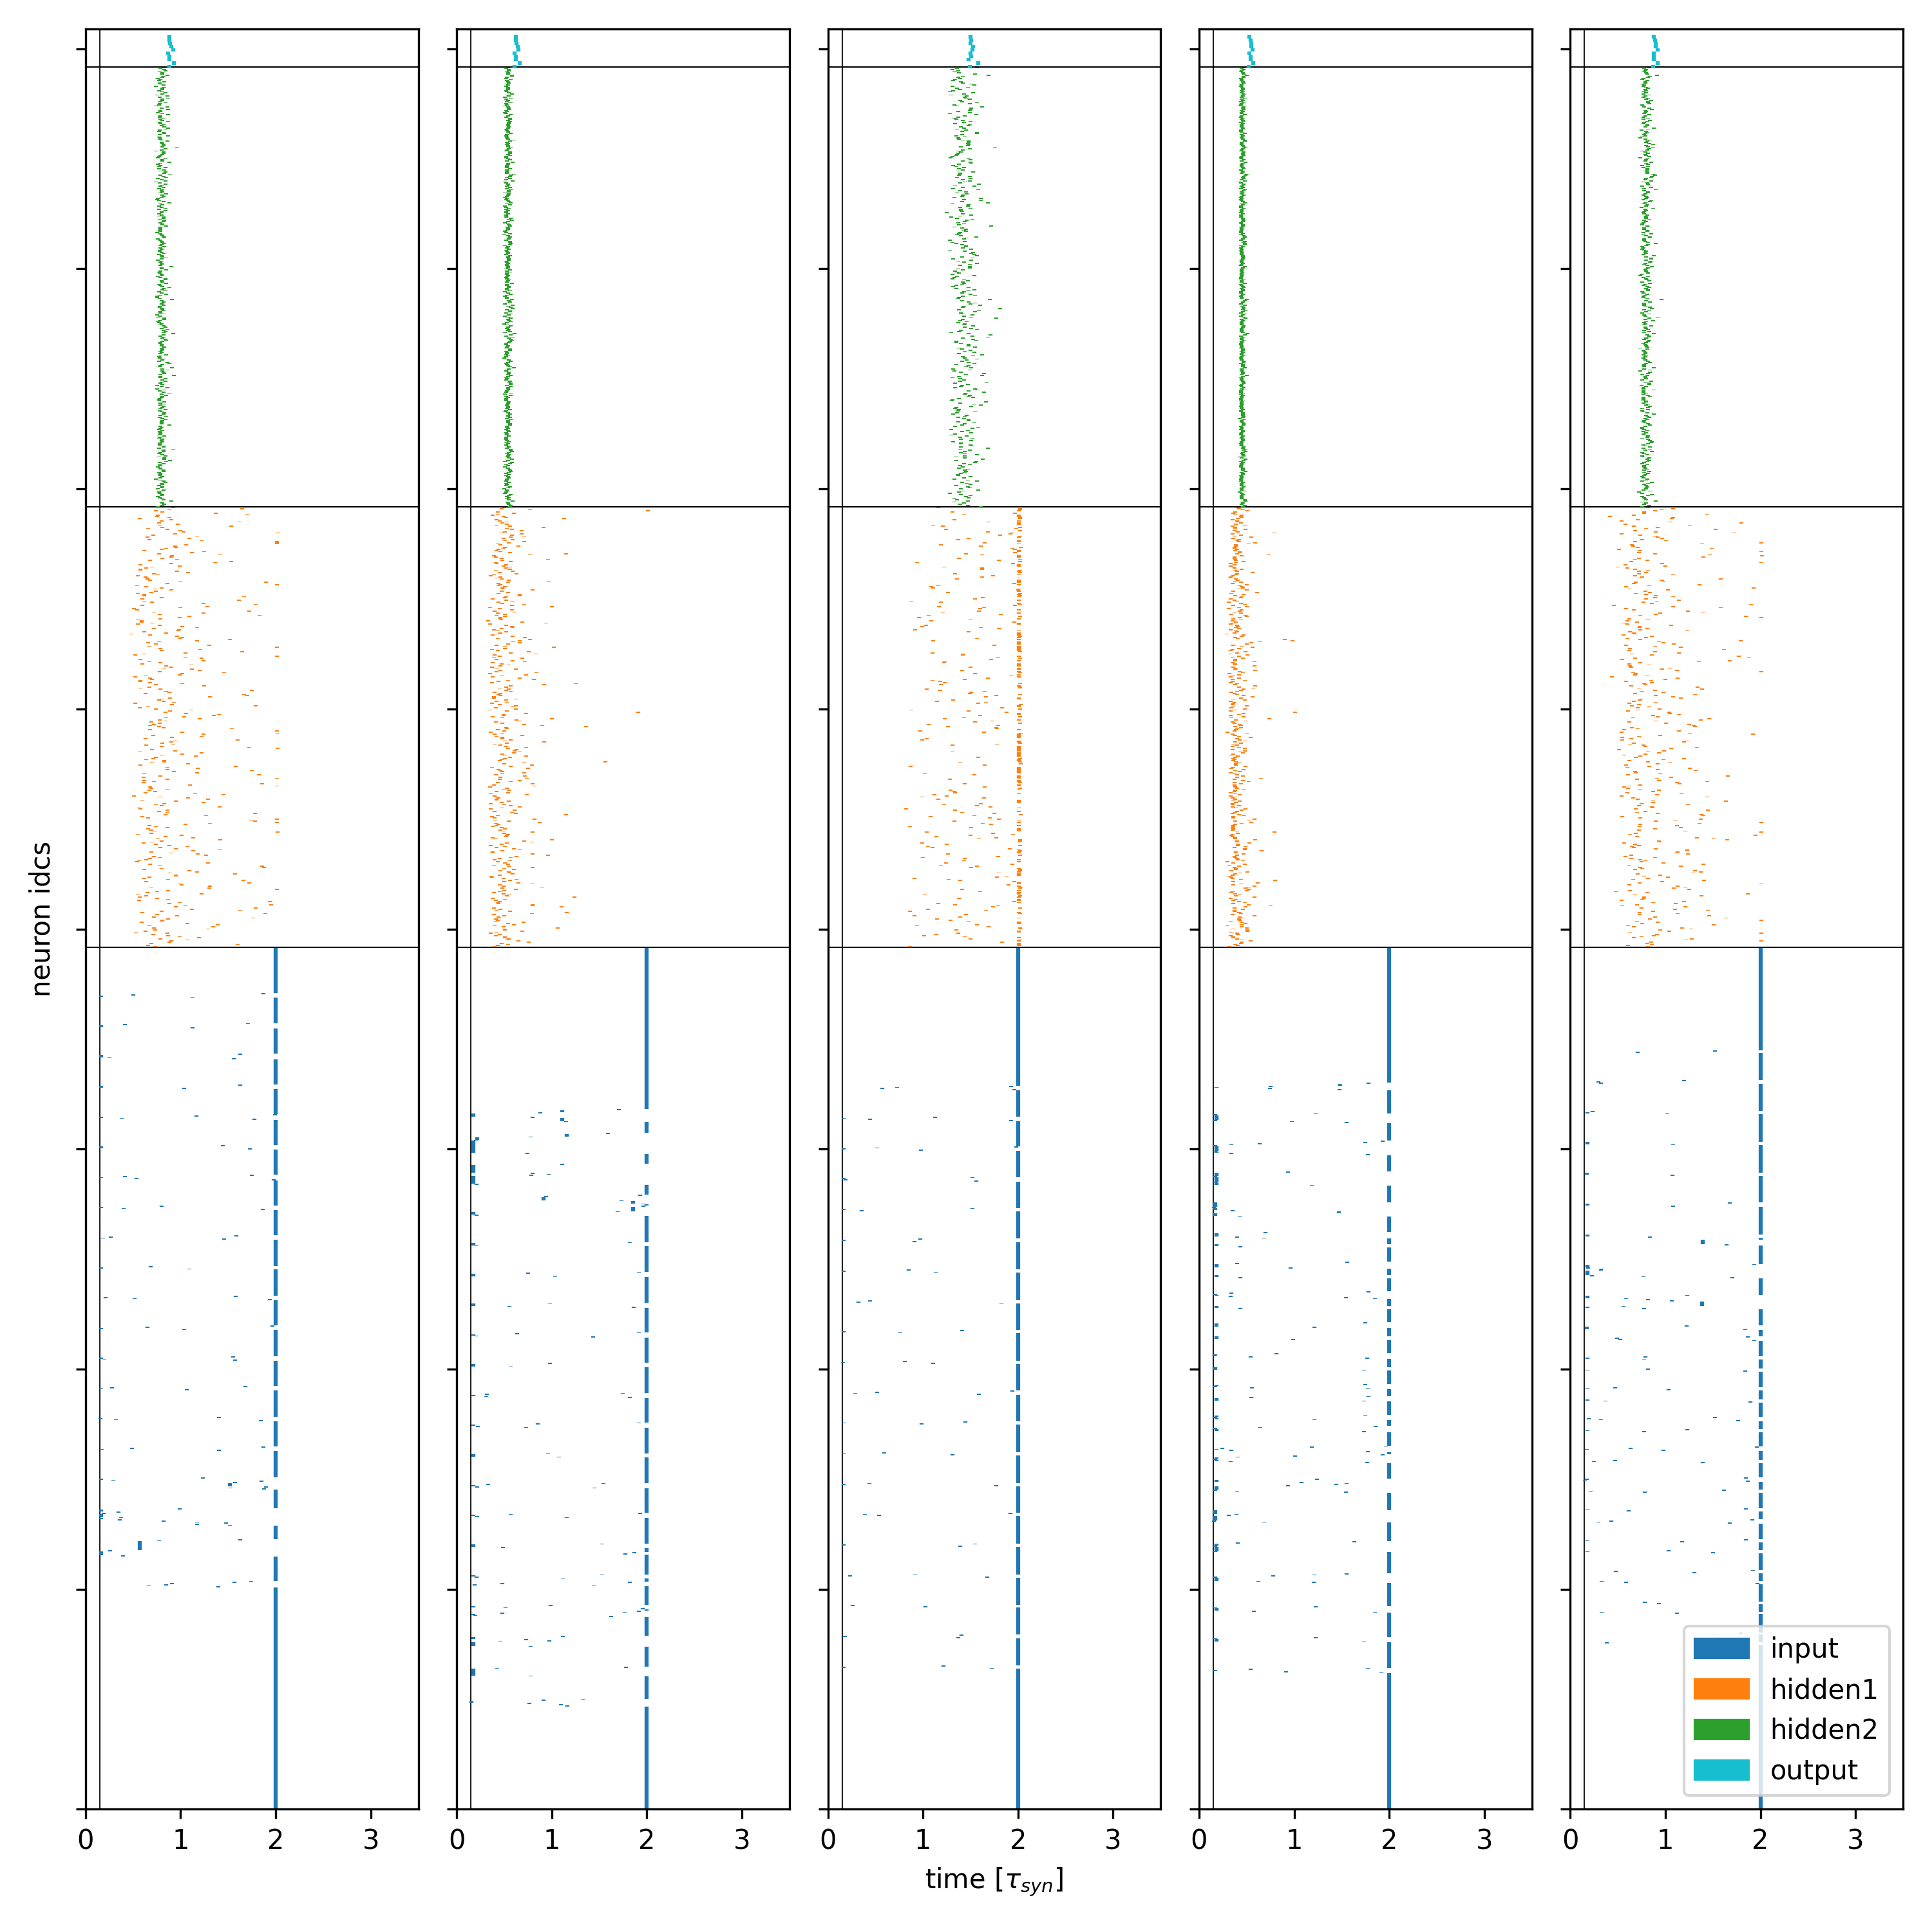 neuron idcs
0 1 2 3
0 1 2 3
0 1 2 3
0 1 2 3
0 1 2 3
time [τ_syn]
input
hidden1
hidden2
output